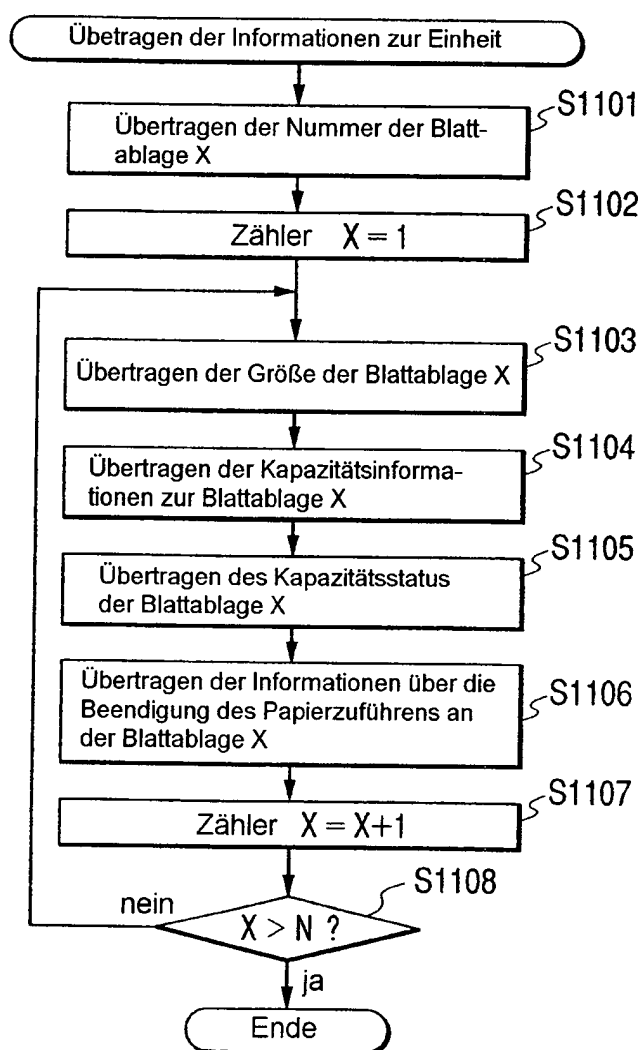 Übetragen der Informationen zur Einheit
S1101
Übertragen der Nummer der Blatt-
ablage X
S1102
Zähler X = 1
S1103
Übertragen der Größe der Blattablage X
S1104
Übertragen der Kapazitätsinforma-
tionen zur Blattablage X
S1105
Übertragen des Kapazitätsstatus
der Blattablage X
S1106
Übertragen der Informationen über die
Beendigung des Papierzuführens an
der Blattablage X
S1107
Zähler X = X+1
S1108
nein
X > N ?
ja
Ende